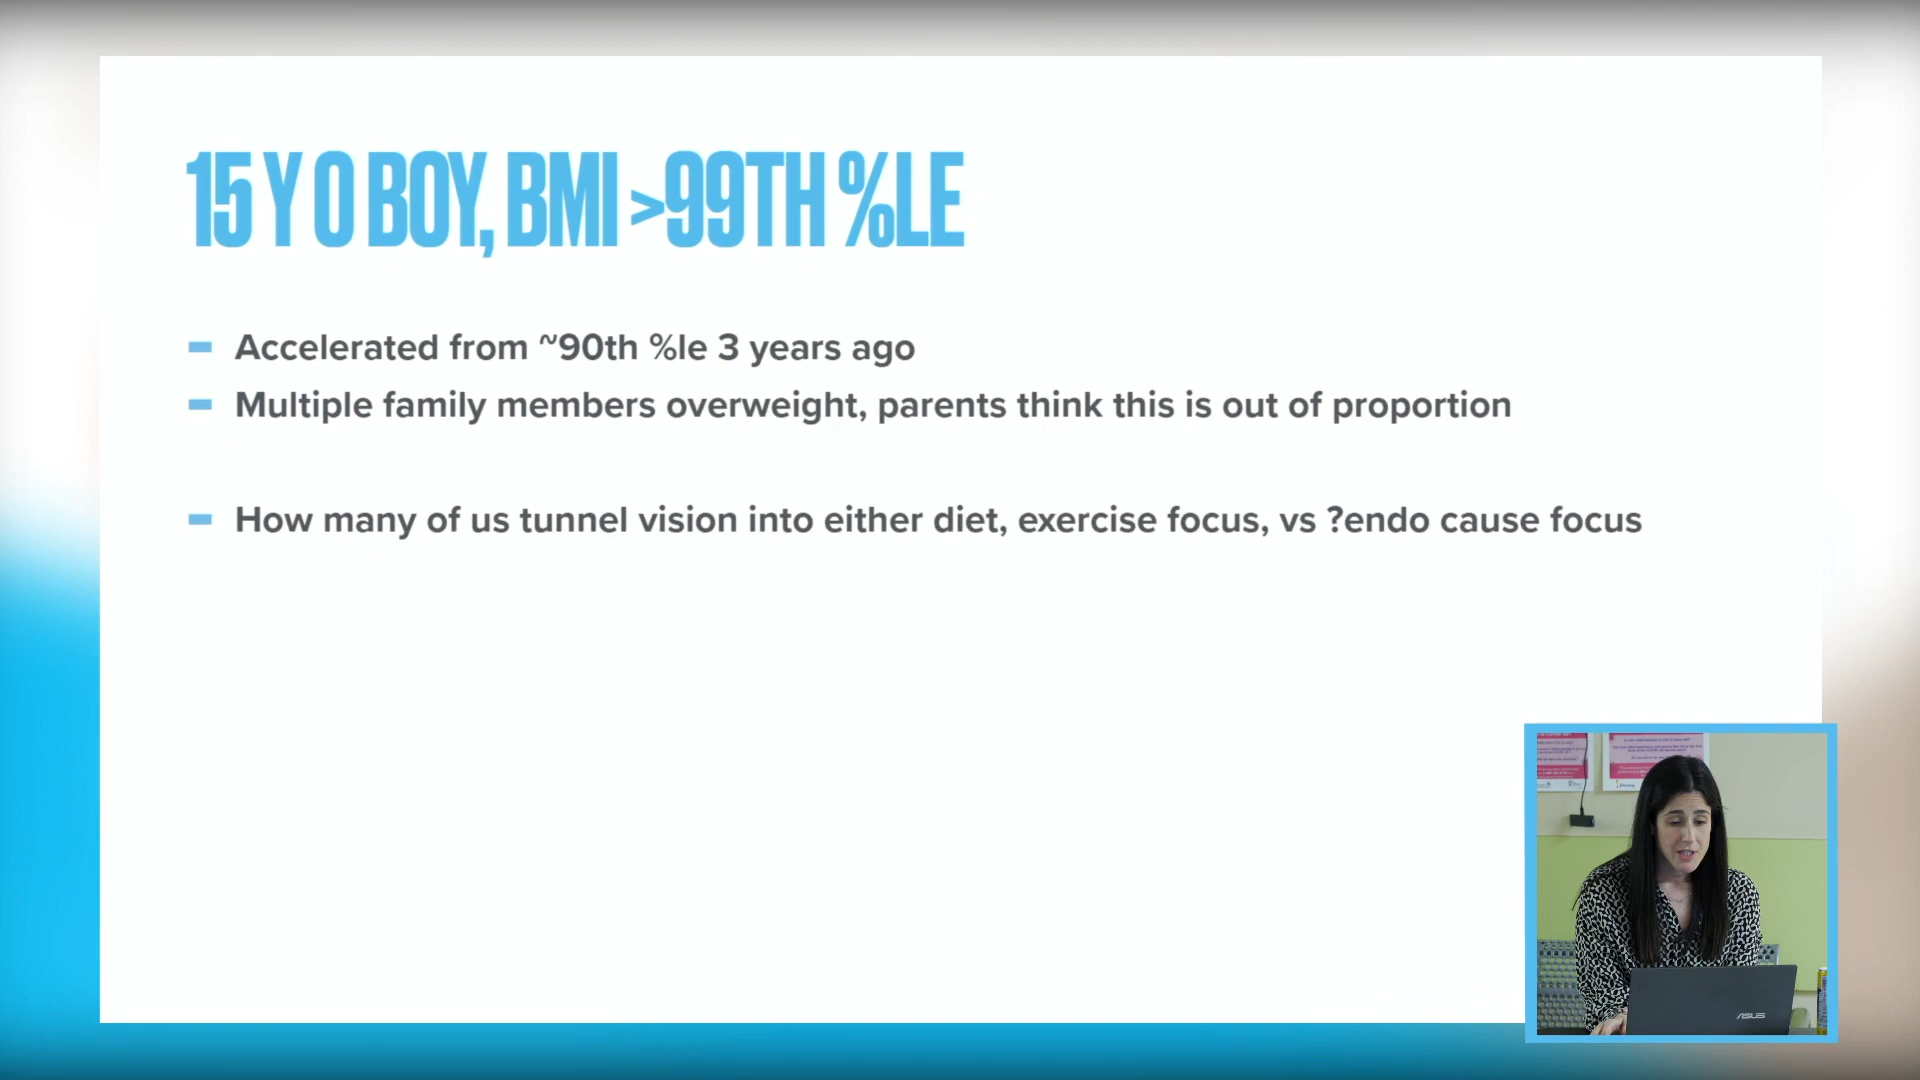 15 Y O BOY, BMI >99TH %LE
Accelerated from ~90th %le 3 years ago
Multiple family members overweight, parents think this is out of proportion
How many of us tunnel vision into either diet, exercise focus, vs ?endo cause focus
ASUS